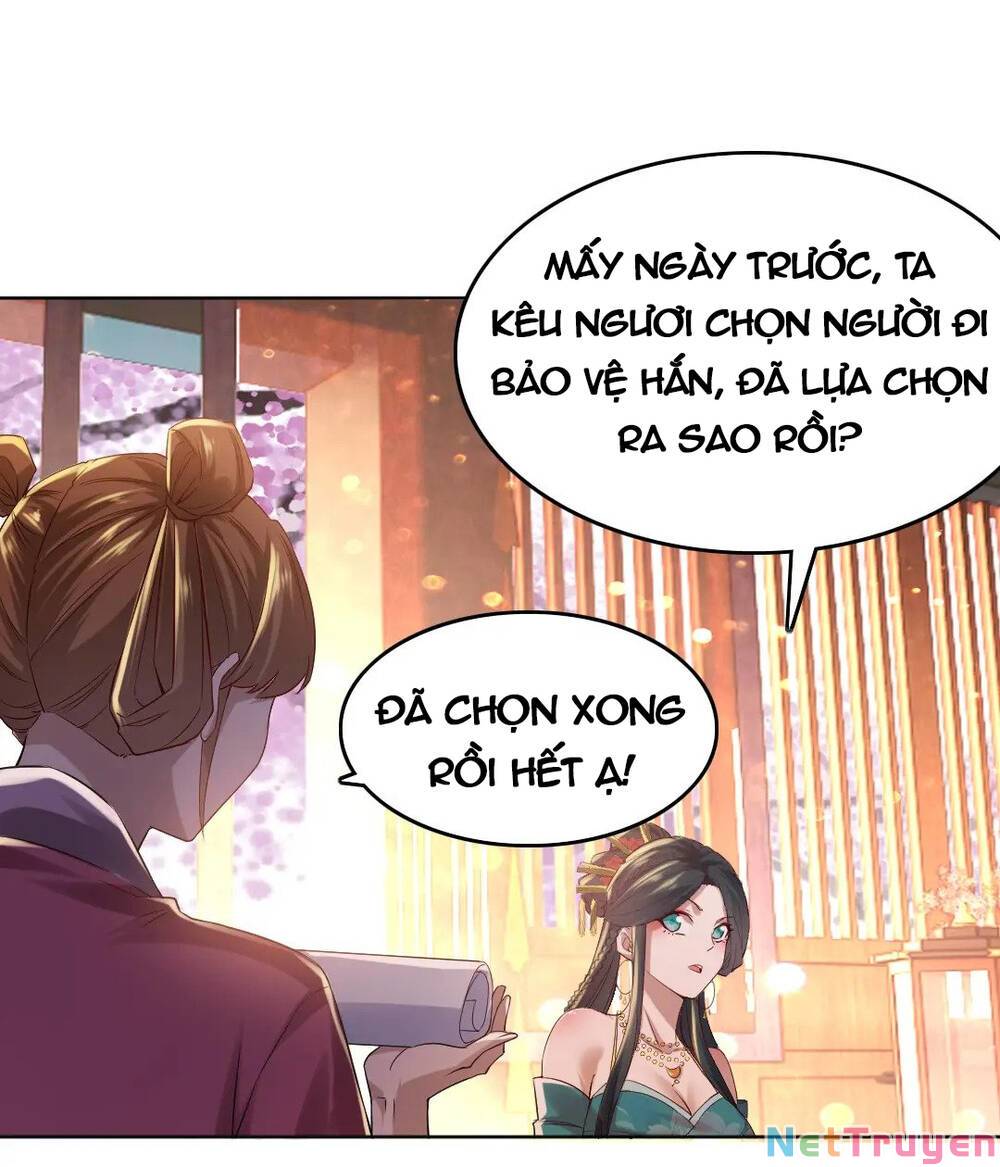 MẤY NGÀY TRƯỚC, TA
KÊU NGƯƠI CHỌN NGƯỜI ĐI
BẢO VỆ HẮN, ĐÃ LỰA CHỌN
RA SAO RỒI?
ĐÃ CHỌN XONG
RỒI HẾT Ạ!
NetTruyen